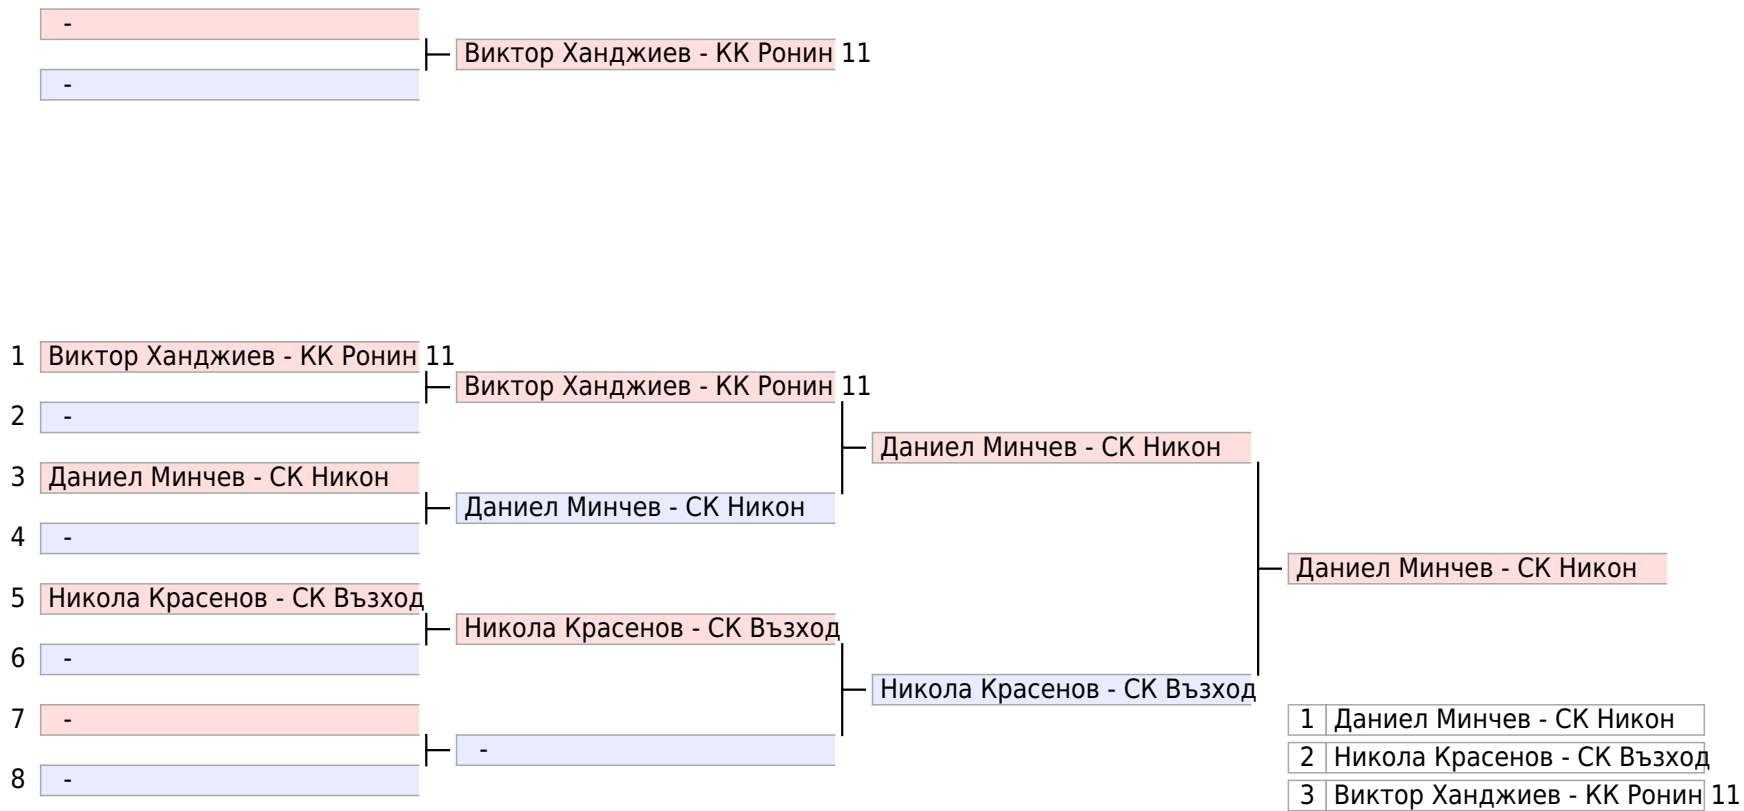 -
Виктор Ханджиев - КК Ронин 11
-
1 Виктор Ханджиев - КК Ронин 11
Виктор Ханджиев - КК Ронин 11
2 -
Даниел Минчев - СК Никон
3 Даниел Минчев - СК Никон
Даниел Минчев - СК Никон
4 -
Даниел Минчев - СК Никон
5 Никола Красенов - СК Възход
Никола Красенов - СК Възход
6 -
Никола Красенов - СК Възход
7 -
-
8 -
1 Даниел Минчев - СК Никон
2 Никола Красенов - СК Възход
3 Виктор Ханджиев - КК Ронин 11